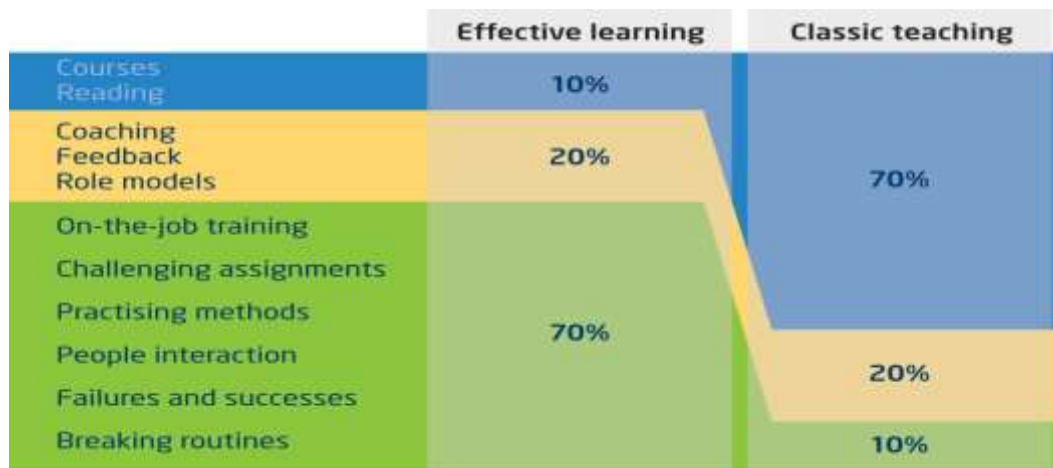 Effective learning
Classic teaching
Courses
Reading
10%
70%
Coaching
Feedback
Role models
20%
On-the-job training
Challenging assignments
Practising methods
People interaction
Failures and successes
Breaking routines
70%
20%
10%